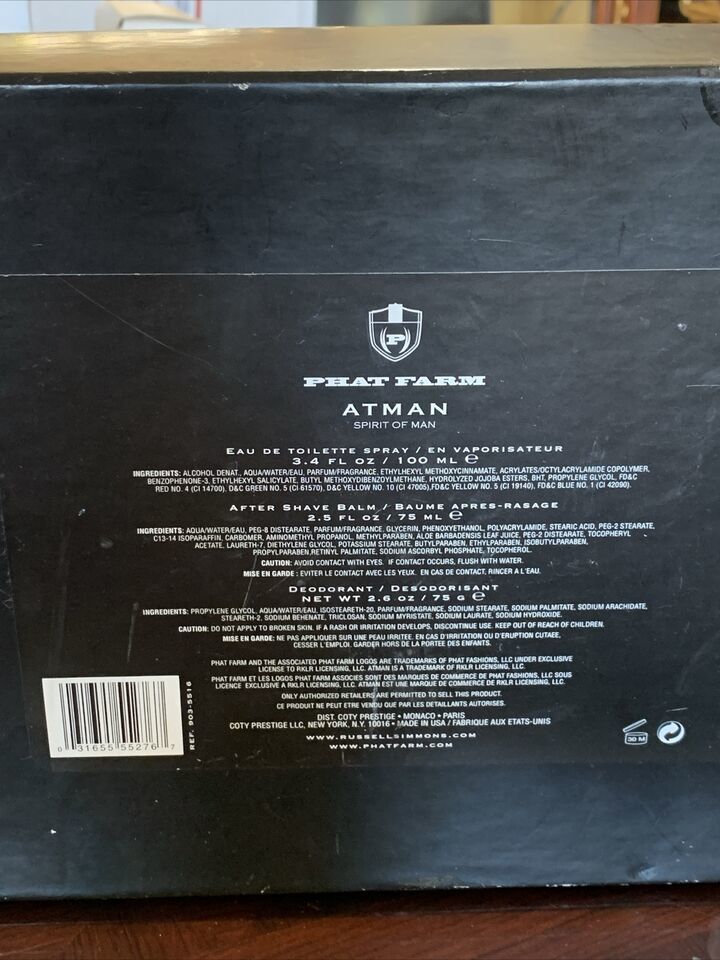 P
PHAT FARM
ATMAN
SPIRIT OF MAN
EAU DE TOILETTE SPRAY / EN VAPORISATEUR
3.4 FL OZ / 100 ML ℮
INGREDIENTS: ALCOHOL DENAT., AQUA/WATER/EAU, PARFUM/FRAGRANCE, ETHYLHEXYL METHOXYCINNAMATE, ACRYLATES/OCTYLACRYLAMIDE COPOLYMER,
BENZOPHENONE-3, ETHYLHEXYL SALICYLATE, BUTYL METHOXYDIBENZOYLMETHANE, HYDROLYZED JOJOBA ESTERS, BHT, PROPYLENE GLYCOL, FD&C
RED NO. 4 (CI 14700), D&C GREEN NO. 5 (CI 61570), D&C YELLOW NO. 10 (CI 47005), FD&C YELLOW NO. 5 (CI 19140), FD&C BLUE NO. 1 (CI 42090).
AFTER SHAVE BALM / BAUME APRES-RASAGE
2.5 FL OZ / 75 ML ℮
INGREDIENTS: AQUA/WATER/EAU, PEG-8 DISTEARATE, PARFUM/FRAGRANCE, GLYCERIN, PHENOXYETHANOL, POLYACRYLAMIDE, STEARIC ACID, PEG-2 STEARATE,
C13-14 ISOPARAFFIN, CARBOMER, AMINOMETHYL PROPANOL, METHYLPARABEN, ALOE BARBADENSIS LEAF JUICE, PEG-2 DISTEARATE, TOCOPHERYL
ACETATE, LAURETH-7, DIETHYLENE GLYCOL, POTASSIUM STEARATE, BUTYLPARABEN, ETHYLPARABEN, ISOBUTYLPARABEN,
PROPYLPARABEN, RETINYL PALMITATE, SODIUM ASCORBYL PHOSPHATE, TOCOPHEROL.
CAUTION: AVOID CONTACT WITH EYES. IF CONTACT OCCURS, FLUSH WITH WATER.
MISE EN GARDE : EVITER LE CONTACT AVEC LES YEUX. EN CAS DE CONTACT, RINCER A L'EAU.
DEODORANT / DESODORISANT
NET WT 2.6 OZ / 75 G ℮
INGREDIENTS: PROPYLENE GLYCOL, AQUA/WATER/EAU, ISOSTEARETH-20, PARFUM/FRAGRANCE, SODIUM STEARATE, SODIUM PALMITATE, SODIUM ARACHIDATE,
STEARETH-2, SODIUM BEHENATE, TRICLOSAN, SODIUM MYRISTATE, SODIUM LAURATE, SODIUM HYDROXIDE.
CAUTION: DO NOT APPLY TO BROKEN SKIN. IF A RASH OR IRRITATION DEVELOPS, DISCONTINUE USE. KEEP OUT OF REACH OF CHILDREN.
MISE EN GARDE: NE PAS APPLIQUER SUR UNE PEAU IRRITEE. EN CAS D'IRRITATION OU D'ERUPTION CUTAEE,
CESSER L'EMPLOI. GARDER HORS DE LA PORTEE DES ENFANTS.
PHAT FARM AND THE ASSOCIATED PHAT FARM LOGOS ARE TRADEMARKS OF PHAT FASHIONS, LLC UNDER EXCLUSIVE
LICENSE TO RKLR LICENSING, LLC. ATMAN IS A TRADEMARK OF RKLR LICENSING, LLC.
PHAT FARM ET LES LOGOS PHAT FARM ASSOCIES SONT DES MARQUES DE COMMERCE DE PHAT FASHIONS, LLC SOUS
LICENCE EXCLUSIVE A RKLR LICENSING, LLC. ATMAN EST UNE MARQUE DE COMMERCE DE RKLR LICENSING, LLC.
ONLY AUTHORIZED RETAILERS ARE PERMITTED TO SELL THIS PRODUCT.
CE PRODUIT NE PEUT ETRE VENDU QUE PAR LES DETAILLANTS AUTORISES.
DIST. COTY PRESTIGE • MONACO • PARIS
COTY PRESTIGE LLC, NEW YORK, N.Y. 10016 • MADE IN USA / FABRIQUE AUX ETATS-UNIS
WWW.RUSSELLSIMMONS.COM
WWW.PHATFARM.COM
0 31655 55276 7
REF. 903-5516
30 M